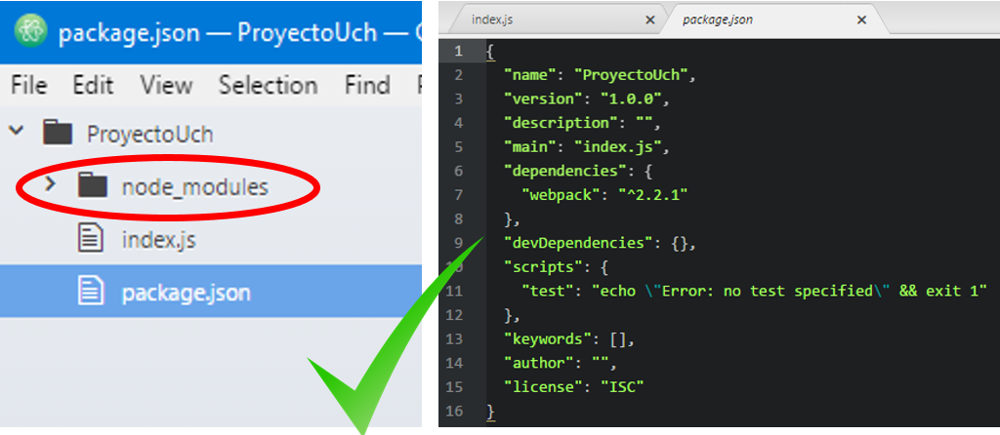 package.json — ProyectoUch —
File Edit View Selection Find
ProyectoUch
node_modules
index.js
package.json
index.js package.json
1 {
2 "name": "ProyectoUch",
3 "version": "1.0.0",
4 "description": "",
5 "main": "index.js",
6 "dependencies": {
7 "webpack": "^2.2.1"
8 },
9 "devDependencies": {},
10 "scripts": {
11 "test": "echo \"Error: no test specified\" && exit 1"
12 },
13 "keywords": [],
14 "author": "",
15 "license": "ISC"
16 }